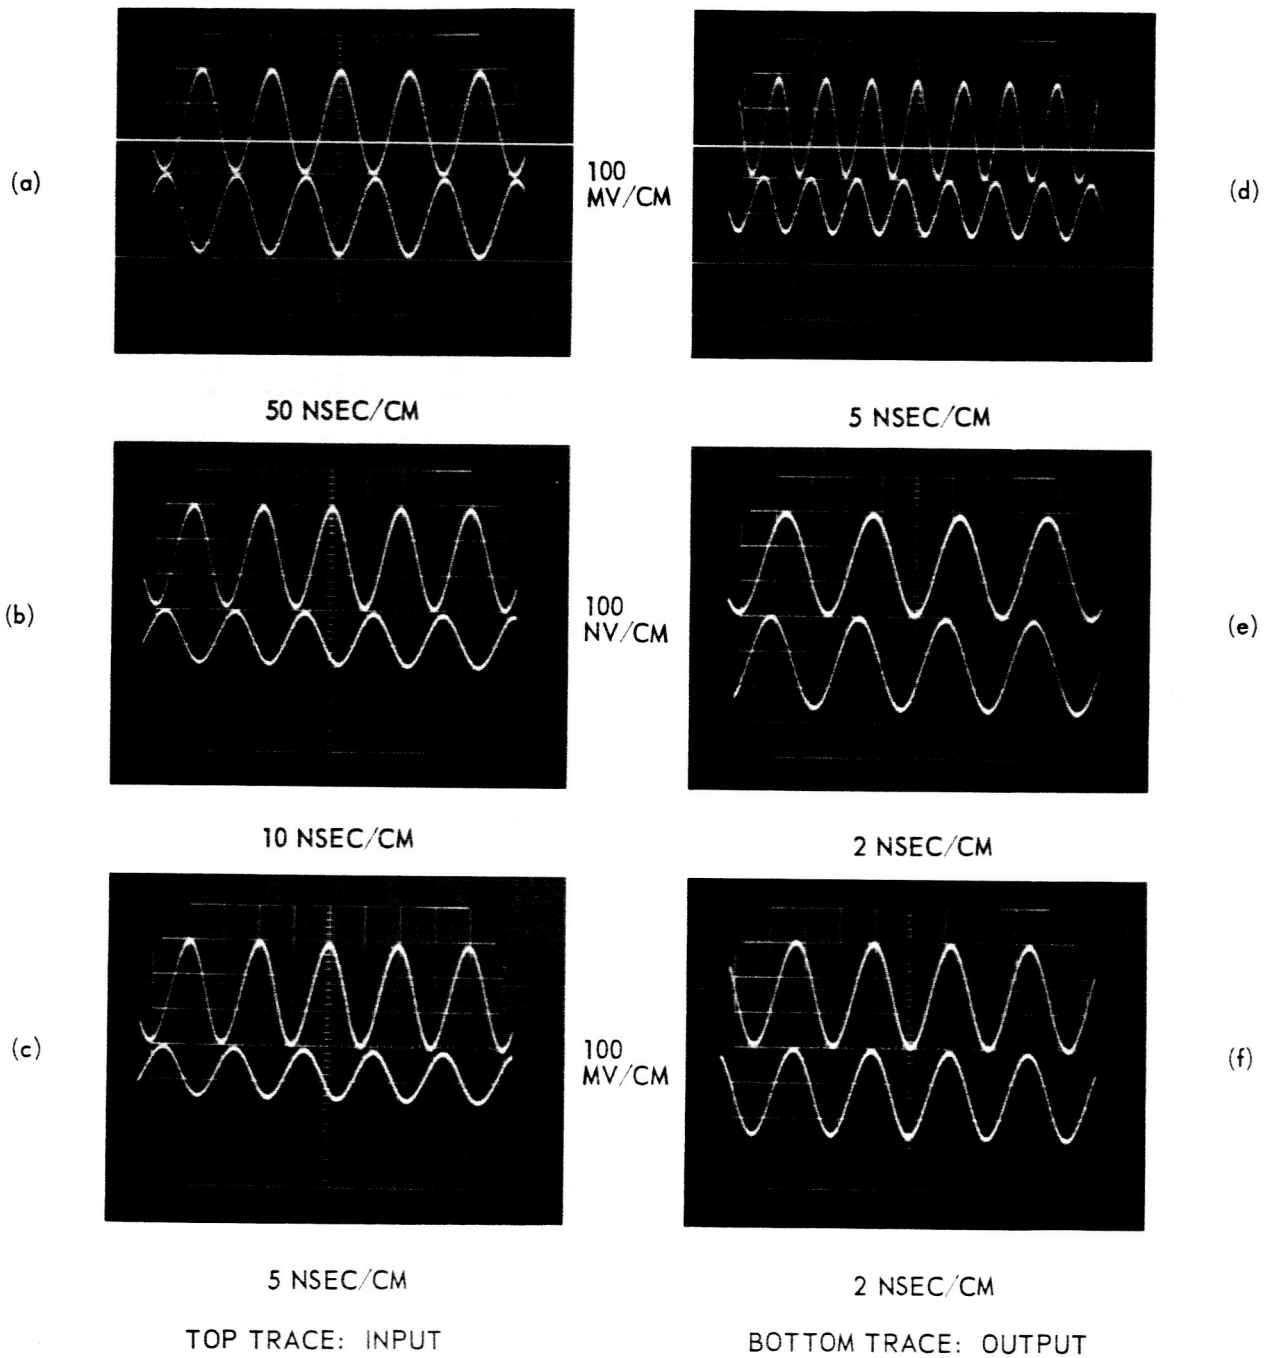 (a)
100
MV/CM
(d)
50 NSEC/CM
5 NSEC/CM
(b)
100
NV/CM
(e)
10 NSEC/CM
2 NSEC/CM
(c)
100
MV/CM
(f)
5 NSEC/CM
2 NSEC/CM
TOP TRACE: INPUT
BOTTOM TRACE: OUTPUT